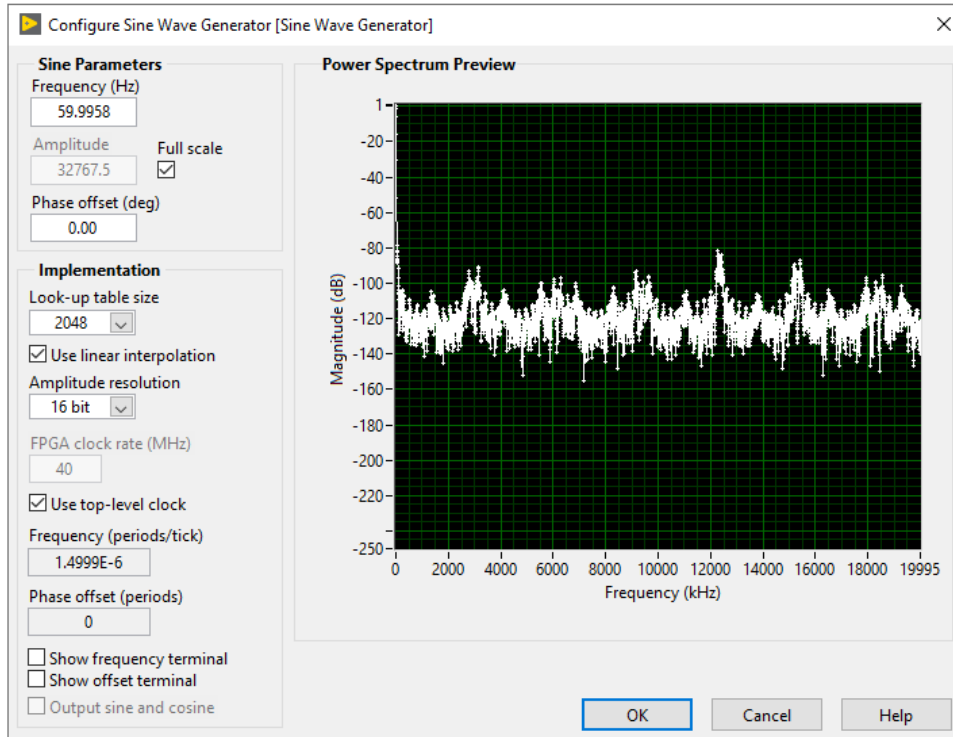 Configure Sine Wave Generator [Sine Wave Generator]
Sine Parameters
Frequency (Hz)
59.9958
Amplitude
Full scale
32767.5
Phase offset (deg)
0.00
Implementation
Look-up table size
2048
Use linear interpolation
Amplitude resolution
16 bit
FPGA clock rate (MHz)
40
Use top-level clock
Frequency (periods/tick)
1.4999E-6
Phase offset (periods)
0
Show frequency terminal
Show offset terminal
Output sine and cosine
Power Spectrum Preview
Magnitude (dB)
1
-20
-40
-60
-80
-100
-120
-140
-160
-180
-200
-220
-250
0 2000 4000 6000 8000 10000 12000 14000 16000 18000 19995
Frequency (kHz)
OK Cancel Help